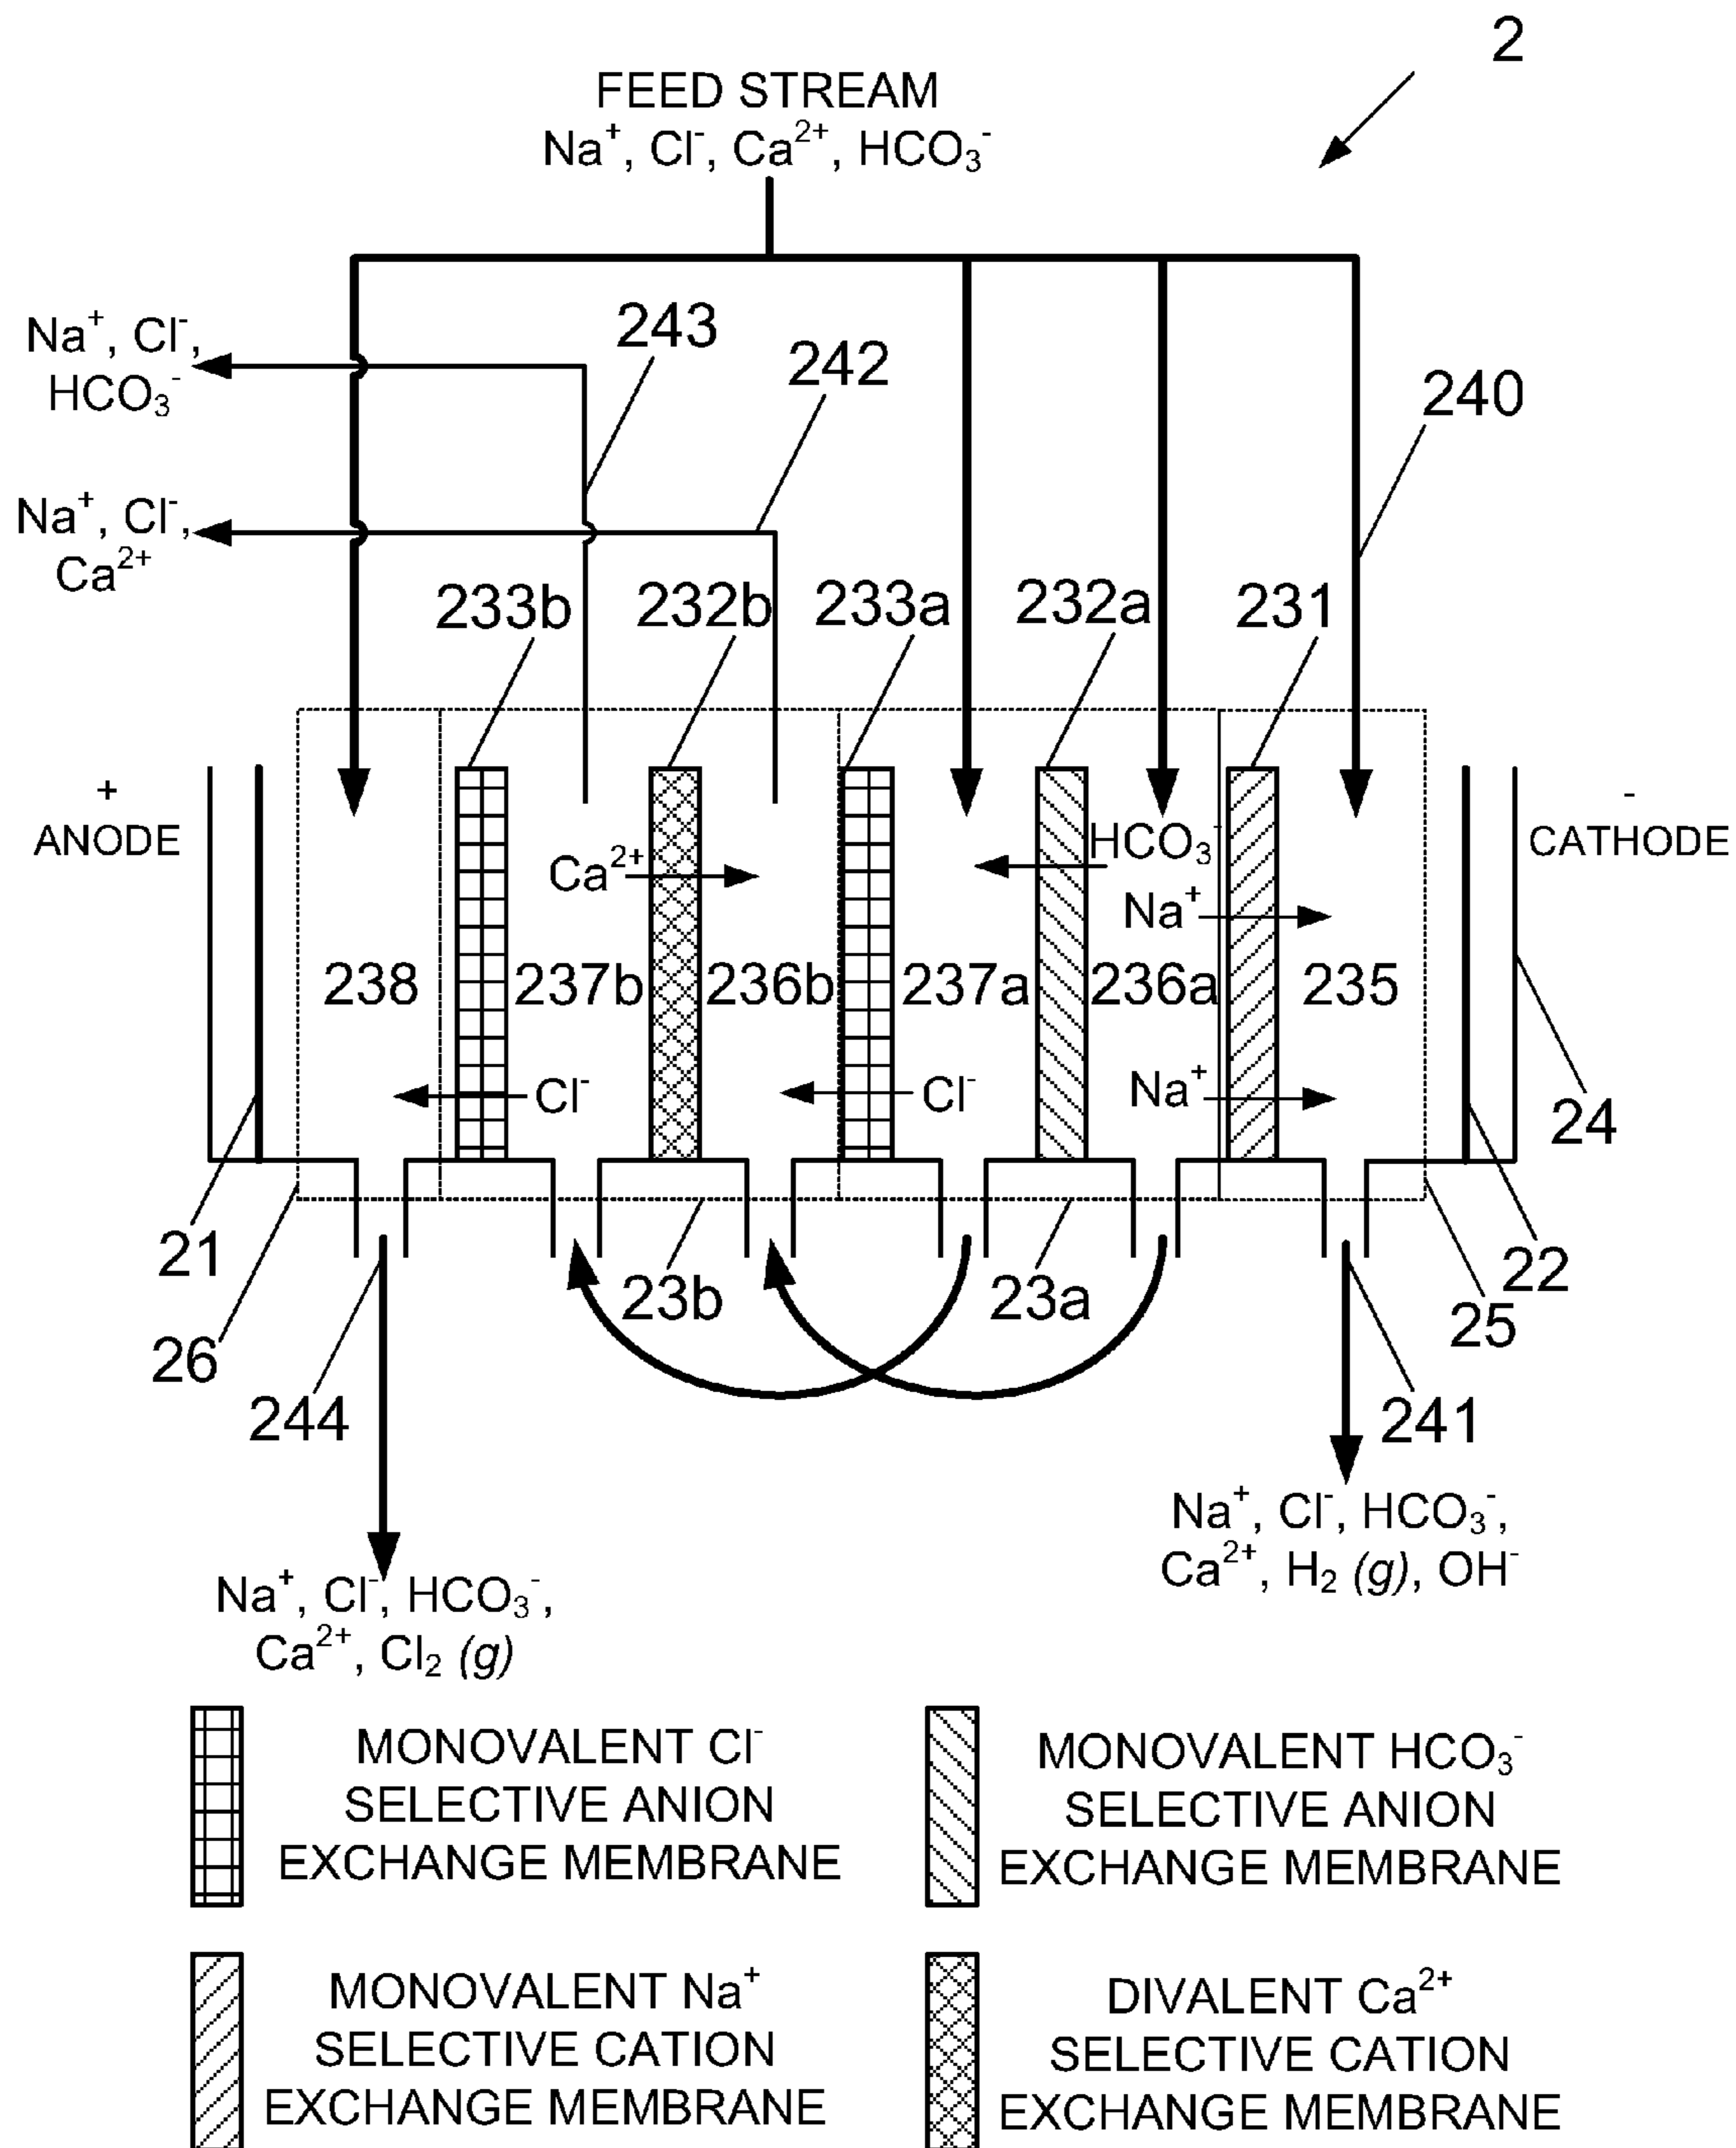 2
FEED STREAM
Na⁺, Cl⁻, Ca²⁺, HCO₃⁻
Na⁺, Cl⁻,
HCO₃⁻
243
242
240
Na⁺, Cl⁻,
Ca²⁺
233b
232b
233a
232a
231
+
ANODE
-
CATHODE
HCO₃⁻
Ca²⁺
Na⁺
238
237b
236b
237a
236a
235
Cl⁻
Cl⁻
Na⁺
24
21
23b
23a
22
25
26
244
241
Na⁺, Cl⁻, HCO₃⁻,
Ca²⁺, H₂ (g), OH⁻
Na⁺, Cl⁻, HCO₃⁻,
Ca²⁺, Cl₂ (g)
MONOVALENT Cl⁻
SELECTIVE ANION
EXCHANGE MEMBRANE
MONOVALENT HCO₃⁻
SELECTIVE ANION
EXCHANGE MEMBRANE
MONOVALENT Na⁺
SELECTIVE CATION
EXCHANGE MEMBRANE
DIVALENT Ca²⁺
SELECTIVE CATION
EXCHANGE MEMBRANE